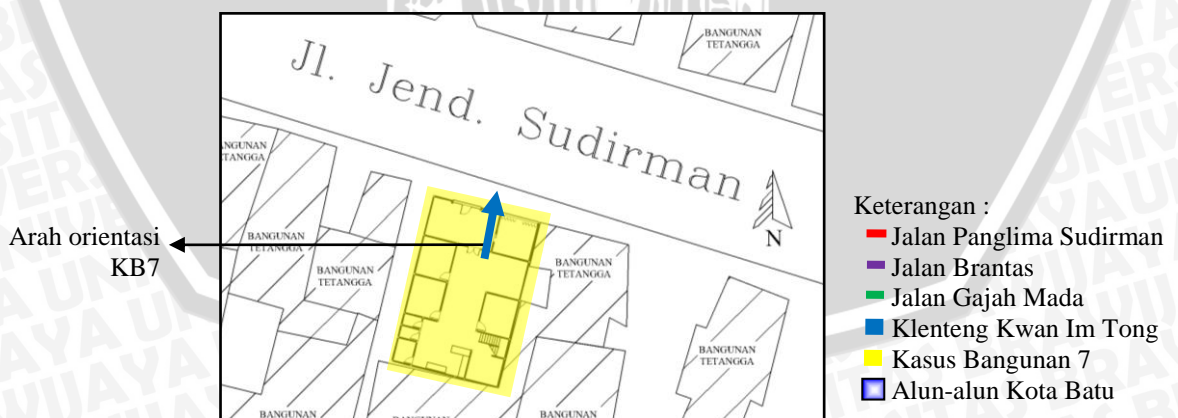 BANGUNAN
TETANGGA
Jl. Jend. Sudirman
NGUNAN
TANGGA
N
Keterangan :
Jalan Panglima Sudirman
Jalan Brantas
Jalan Gajah Mada
Klenteng Kwan Im Tong
Kasus Bangunan 7
Alun-alun Kota Batu
Arah orientasi
KB7
BANGUNAN
TETANGGA
BANGUNAN
TETANGGA
BANGUNAN
TETANGGA
BANGUNAN
TETANGGA
BANGUNAN
BANGUNAN